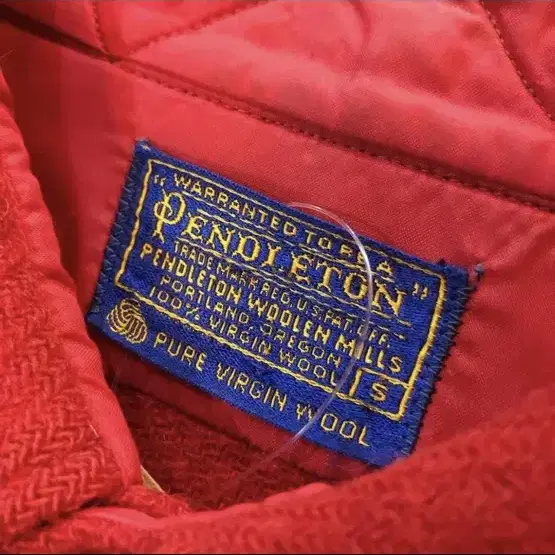 WARRANTED TO BE A
"PENDLETON"
TRADE MARK REG. U.S. PAT. OFF.
PENDLETON WOOLEN MILLS
PORTLAND, OREGON
100% VIRGIN WOOL
S
PURE VIRGIN WOOL